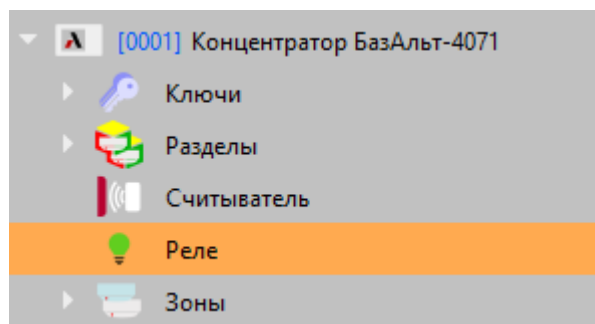 [0001] Концентратор БазАльт-4071
Ключи
Разделы
Считыватель
Реле
Зоны